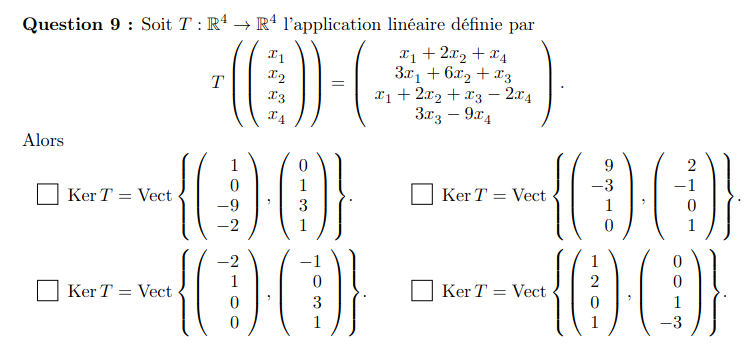 Question 9 : Soit $T : \mathbb{R}^4 \to \mathbb{R}^4$ l'application linéaire définie par
$T\left(\begin{pmatrix} x_1 \\ x_2 \\ x_3 \\ x_4 \end{pmatrix}\right) = \begin{pmatrix} x_1 + 2x_2 + x_4 \\ 3x_1 + 6x_2 + x_3 \\ x_1 + 2x_2 + x_3 - 2x_4 \\ 3x_3 - 9x_4 \end{pmatrix}.$
Alors
☐ $\operatorname{Ker} T = \operatorname{Vect} \left\{ \begin{pmatrix} 1 \\ 0 \\ -9 \\ -2 \end{pmatrix}, \begin{pmatrix} 0 \\ 1 \\ 3 \\ 1 \end{pmatrix} \right\}.$
☐ $\operatorname{Ker} T = \operatorname{Vect} \left\{ \begin{pmatrix} 9 \\ -3 \\ 1 \\ 0 \end{pmatrix}, \begin{pmatrix} 2 \\ -1 \\ 0 \\ 1 \end{pmatrix} \right\}.$
☐ $\operatorname{Ker} T = \operatorname{Vect} \left\{ \begin{pmatrix} -2 \\ 1 \\ 0 \\ 0 \end{pmatrix}, \begin{pmatrix} -1 \\ 0 \\ 3 \\ 1 \end{pmatrix} \right\}.$
☐ $\operatorname{Ker} T = \operatorname{Vect} \left\{ \begin{pmatrix} 1 \\ 2 \\ 0 \\ 1 \end{pmatrix}, \begin{pmatrix} 0 \\ 0 \\ 1 \\ -3 \end{pmatrix} \right\}.$